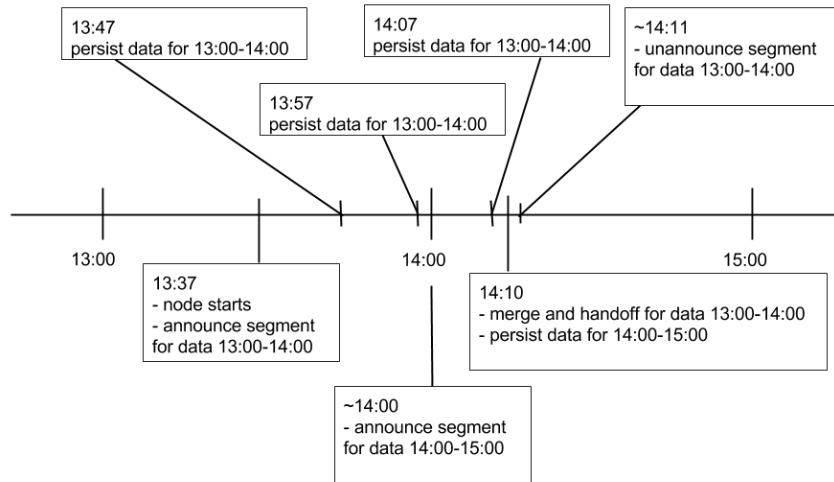 13:47
persist data for 13:00-14:00
14:07
persist data for 13:00-14:00
~14:11
- unannounce segment
for data 13:00-14:00
13:57
persist data for 13:00-14:00
13:00
14:00
15:00
13:37
- node starts
- announce segment
for data 13:00-14:00
14:10
- merge and handoff for data 13:00-14:00
- persist data for 14:00-15:00
~14:00
- announce segment
for data 14:00-15:00